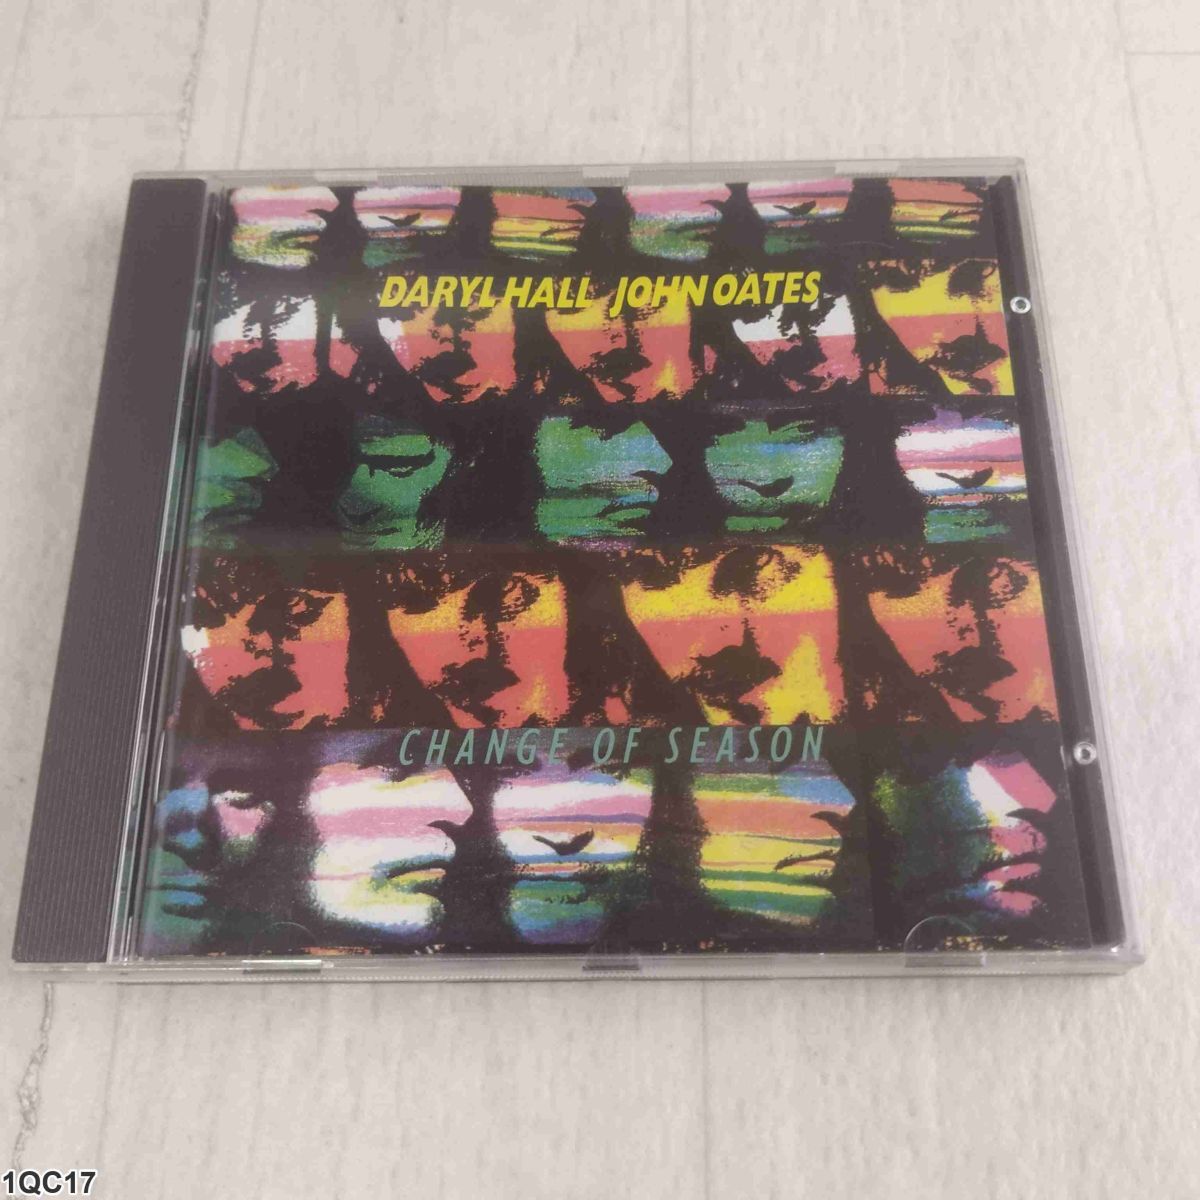 DARYL HALL JOHN OATES
CHANGE OF SEASON
1QC17